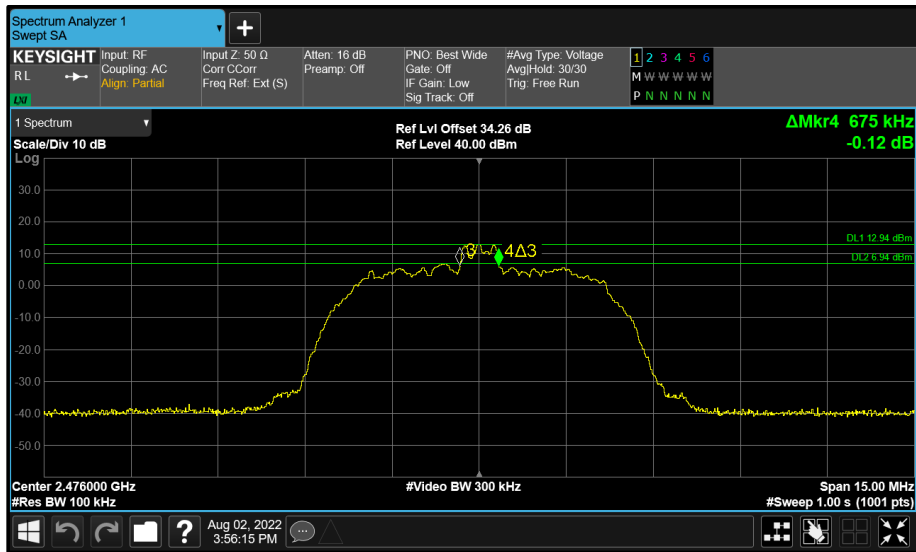 Spectrum Analyzer 1
Swept SA
KEYSIGHT
RL
LXI
Input: RF
Coupling: AC
Align: Partial
Input Z: 50 Ω
Corr CCorr
Freq Ref: Ext (S)
Atten: 16 dB
Preamp: Off
PNO: Best Wide
Gate: Off
IF Gain: Low
Sig Track: Off
#Avg Type: Voltage
Avg|Hold: 30/30
Trig: Free Run
1 2 3 4 5 6
M W W W W W
P N N N N N
1 Spectrum
Scale/Div 10 dB
Ref Lvl Offset 34.26 dB
Ref Level 40.00 dBm
ΔMkr4 675 kHz
-0.12 dB
Log
30.0
20.0
10.0
0.00
-10.0
-20.0
-30.0
-40.0
-50.0
3
4Δ3
DL1 12.94 dBm
DL2 6.94 dBm
Center 2.476000 GHz
#Res BW 100 kHz
#Video BW 300 kHz
Span 15.00 MHz
#Sweep 1.00 s (1001 pts)
?
Aug 02, 2022
3:56:15 PM